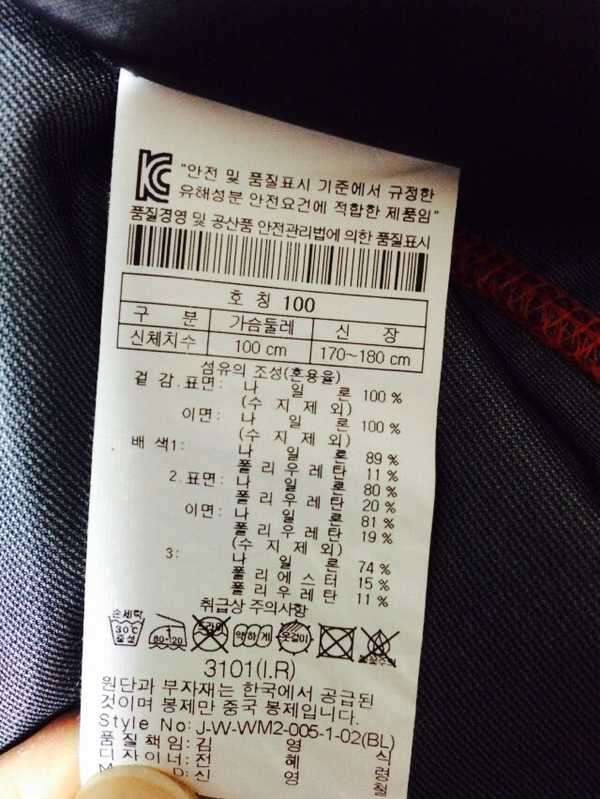 KC "안전 및 품질표시 기준에서 규정한
유해성분 안전요건에 적합한 제품임"
품질경영 및 공산품 안전관리법에 의한 품질표시
호 칭 100
구 분 가슴둘레 신 장
신체치수 100 cm 170~180 cm
섬유의 조성(혼용율)
겉 감.표면: 나 일 론 100 %
(수 지 제 외)
이면: 나 일 론 100 %
(수 지 제 외)
배 색1: 나 일 론 89 %
폴 리 우 레 탄 11 %
2.표면: 나 일 론 80 %
폴 리 우 레 탄 20 %
이면: 나 일 론 81 %
폴 리 우 레 탄 19 %
(수 지 제 외)
3: 나 일 론 74 %
폴 리 에 스 터 15 %
폴 리 우 레 탄 11 %
취급상 주의사항
손세탁
30℃ 중성 80-20 드라이 약하게 옷걸이
3101(I.R)
원단과 부자재는 한국에서 공급된
것이며 봉제만 중국 봉제입니다.
Style No: J-W-WM2-005-1-02(BL)
품 질 책 임: 김 영 식
디 자 이 너: 전 혜 령
M D: 신 영 철